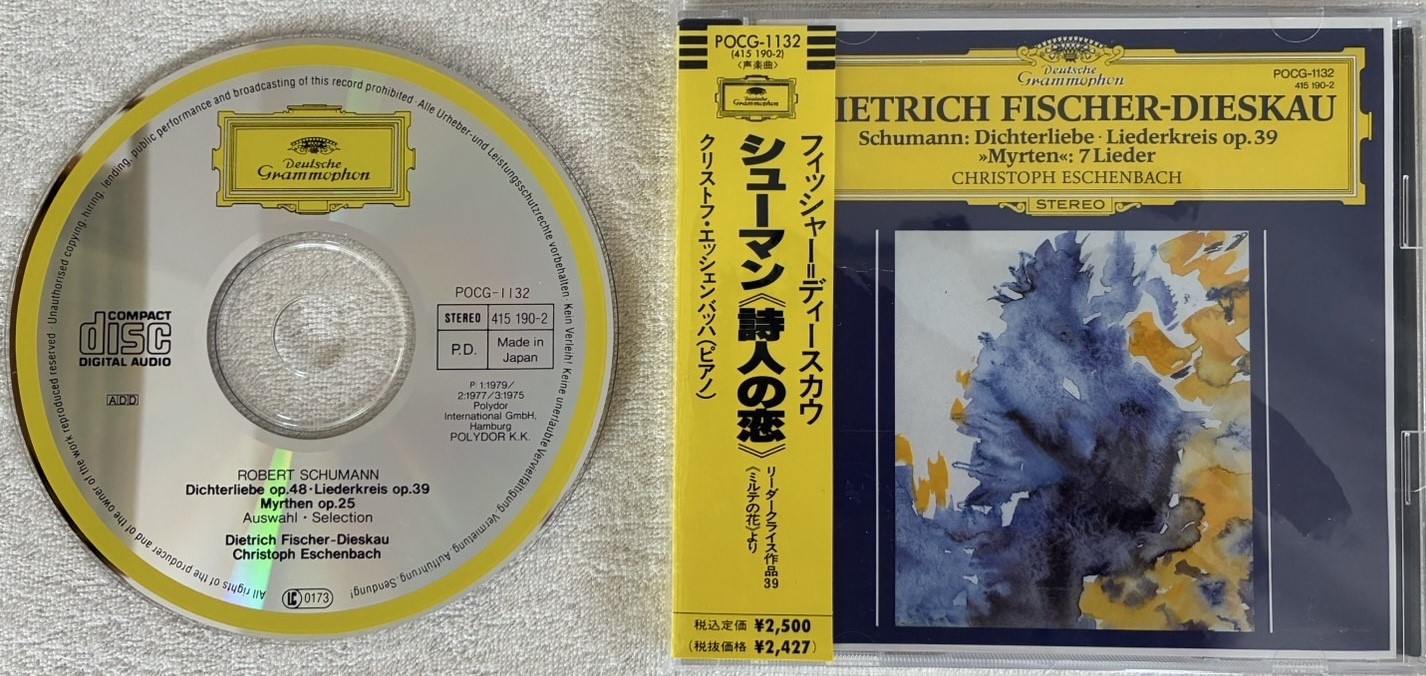 Unauthorised copying, hiring, lending, public performance and broadcasting of this record prohibited · Alle Urheber-und Leistungsschutzrechte vorbehalten · Kein Verleih! Keine unerlaubte Vervielfältigung, Vermietung, Aufführung, Sendung!
All rights of the producer and of the owner of the work reproduced reserved ·
Deutsche
Grammophon
COMPACT
disc
DIGITAL AUDIO
ADD
POCG-1132
STEREO 415 190-2
P.D. Made in
Japan
P 1:1979/
2:1977/3:1975
Polydor
International GmbH,
Hamburg
POLYDOR K.K.
ROBERT SCHUMANN
Dichterliebe op.48·Liederkreis op.39
Myrthen op.25
Auswahl · Selection
Dietrich Fischer-Dieskau
Christoph Eschenbach
LC 0173
POCG-1132
(415 190-2)
〈声楽曲〉
Deutsche
Grammophon
フィッシャー=ディースカウ
シューマン《詩人の恋》
クリストフ・エッシェンバッハ(ピアノ)
リーダークライス作品39
《ミルテの花》より
税込定価 ¥2,500
(税抜価格 ¥2,427)
Deutsche
Grammophon
POCG-1132
415 190-2
IETRICH FISCHER-DIESKAU
Schumann: Dichterliebe · Liederkreis op. 39
»Myrten«: 7 Lieder
CHRISTOPH ESCHENBACH
STEREO